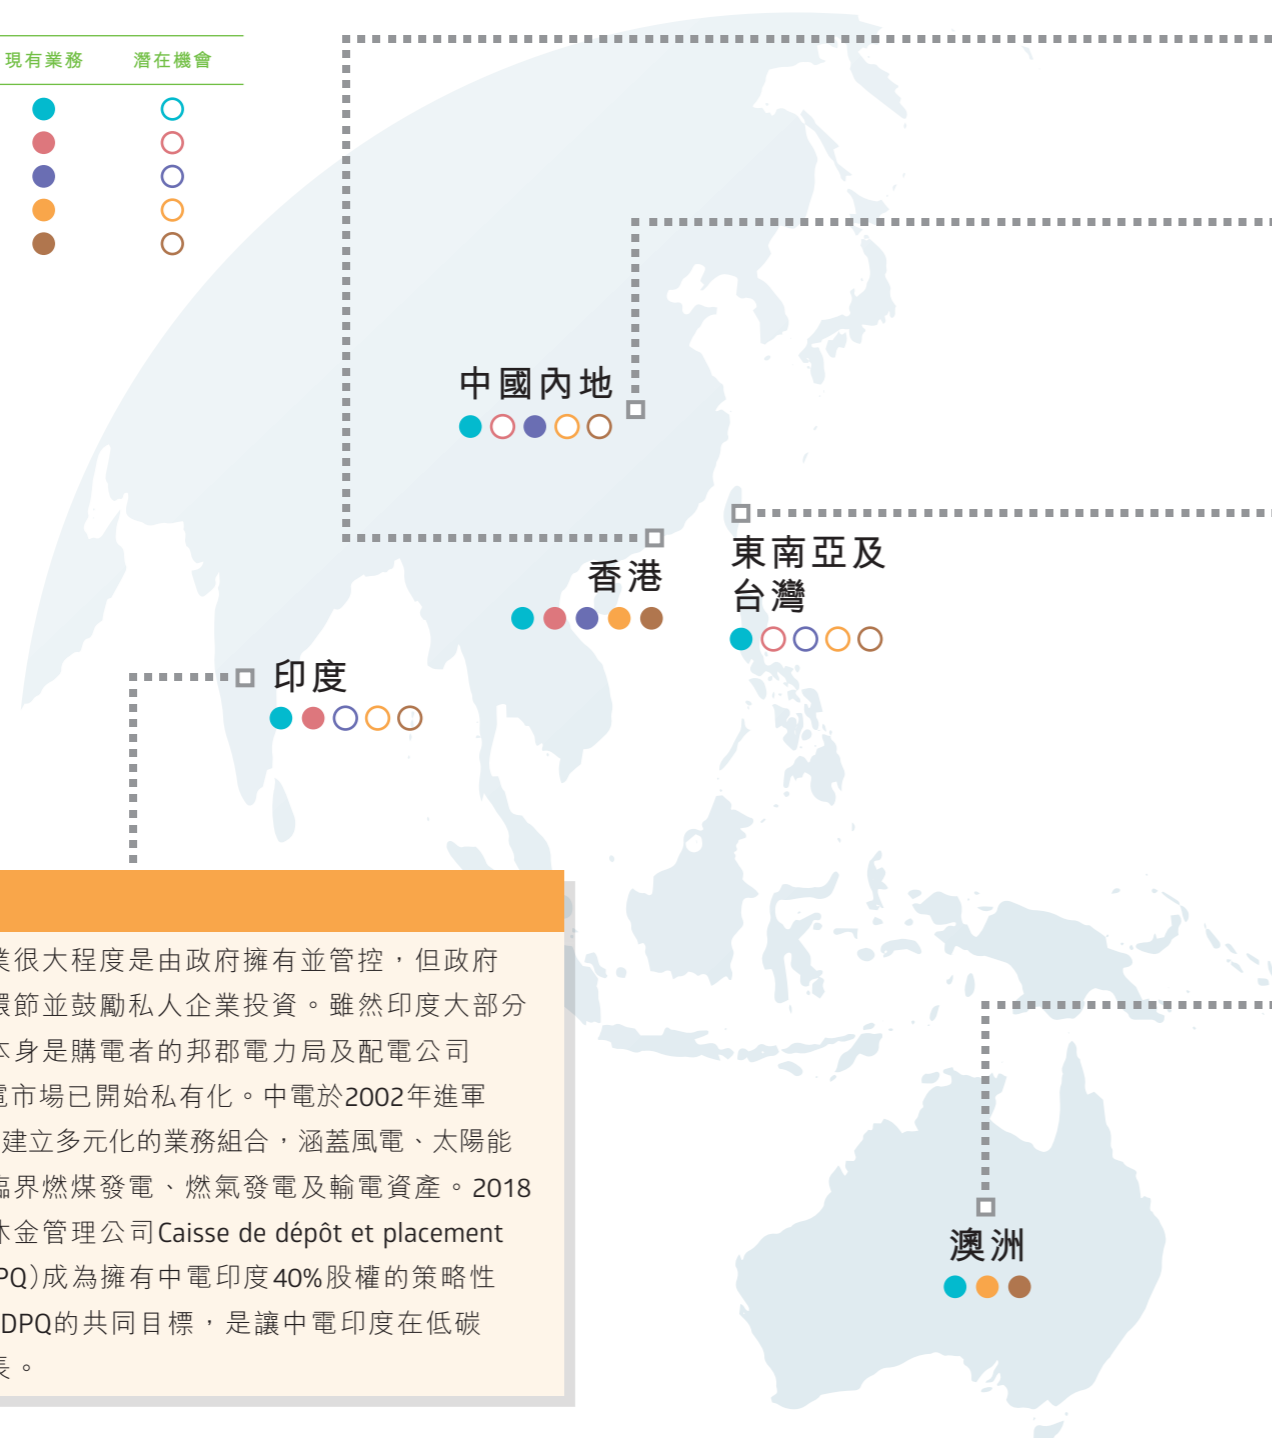 現有業務 潛在機會
中國內地
東南亞及
台灣
香港
印度
業很大程度是由政府擁有並管控，但政府
環節並鼓勵私人企業投資。雖然印度大部分
本身是購電者的邦郡電力局及配電公司
電市場已開始私有化。中電於2002年進軍
建立多元化的業務組合，涵蓋風電、太陽能
臨界燃煤發電、燃氣發電及輸電資產。2018
休金管理公司Caisse de dépôt et placement
PQ）成為擁有中電印度40%股權的策略性
DPQ的共同目標，是讓中電印度在低碳
長。
澳洲